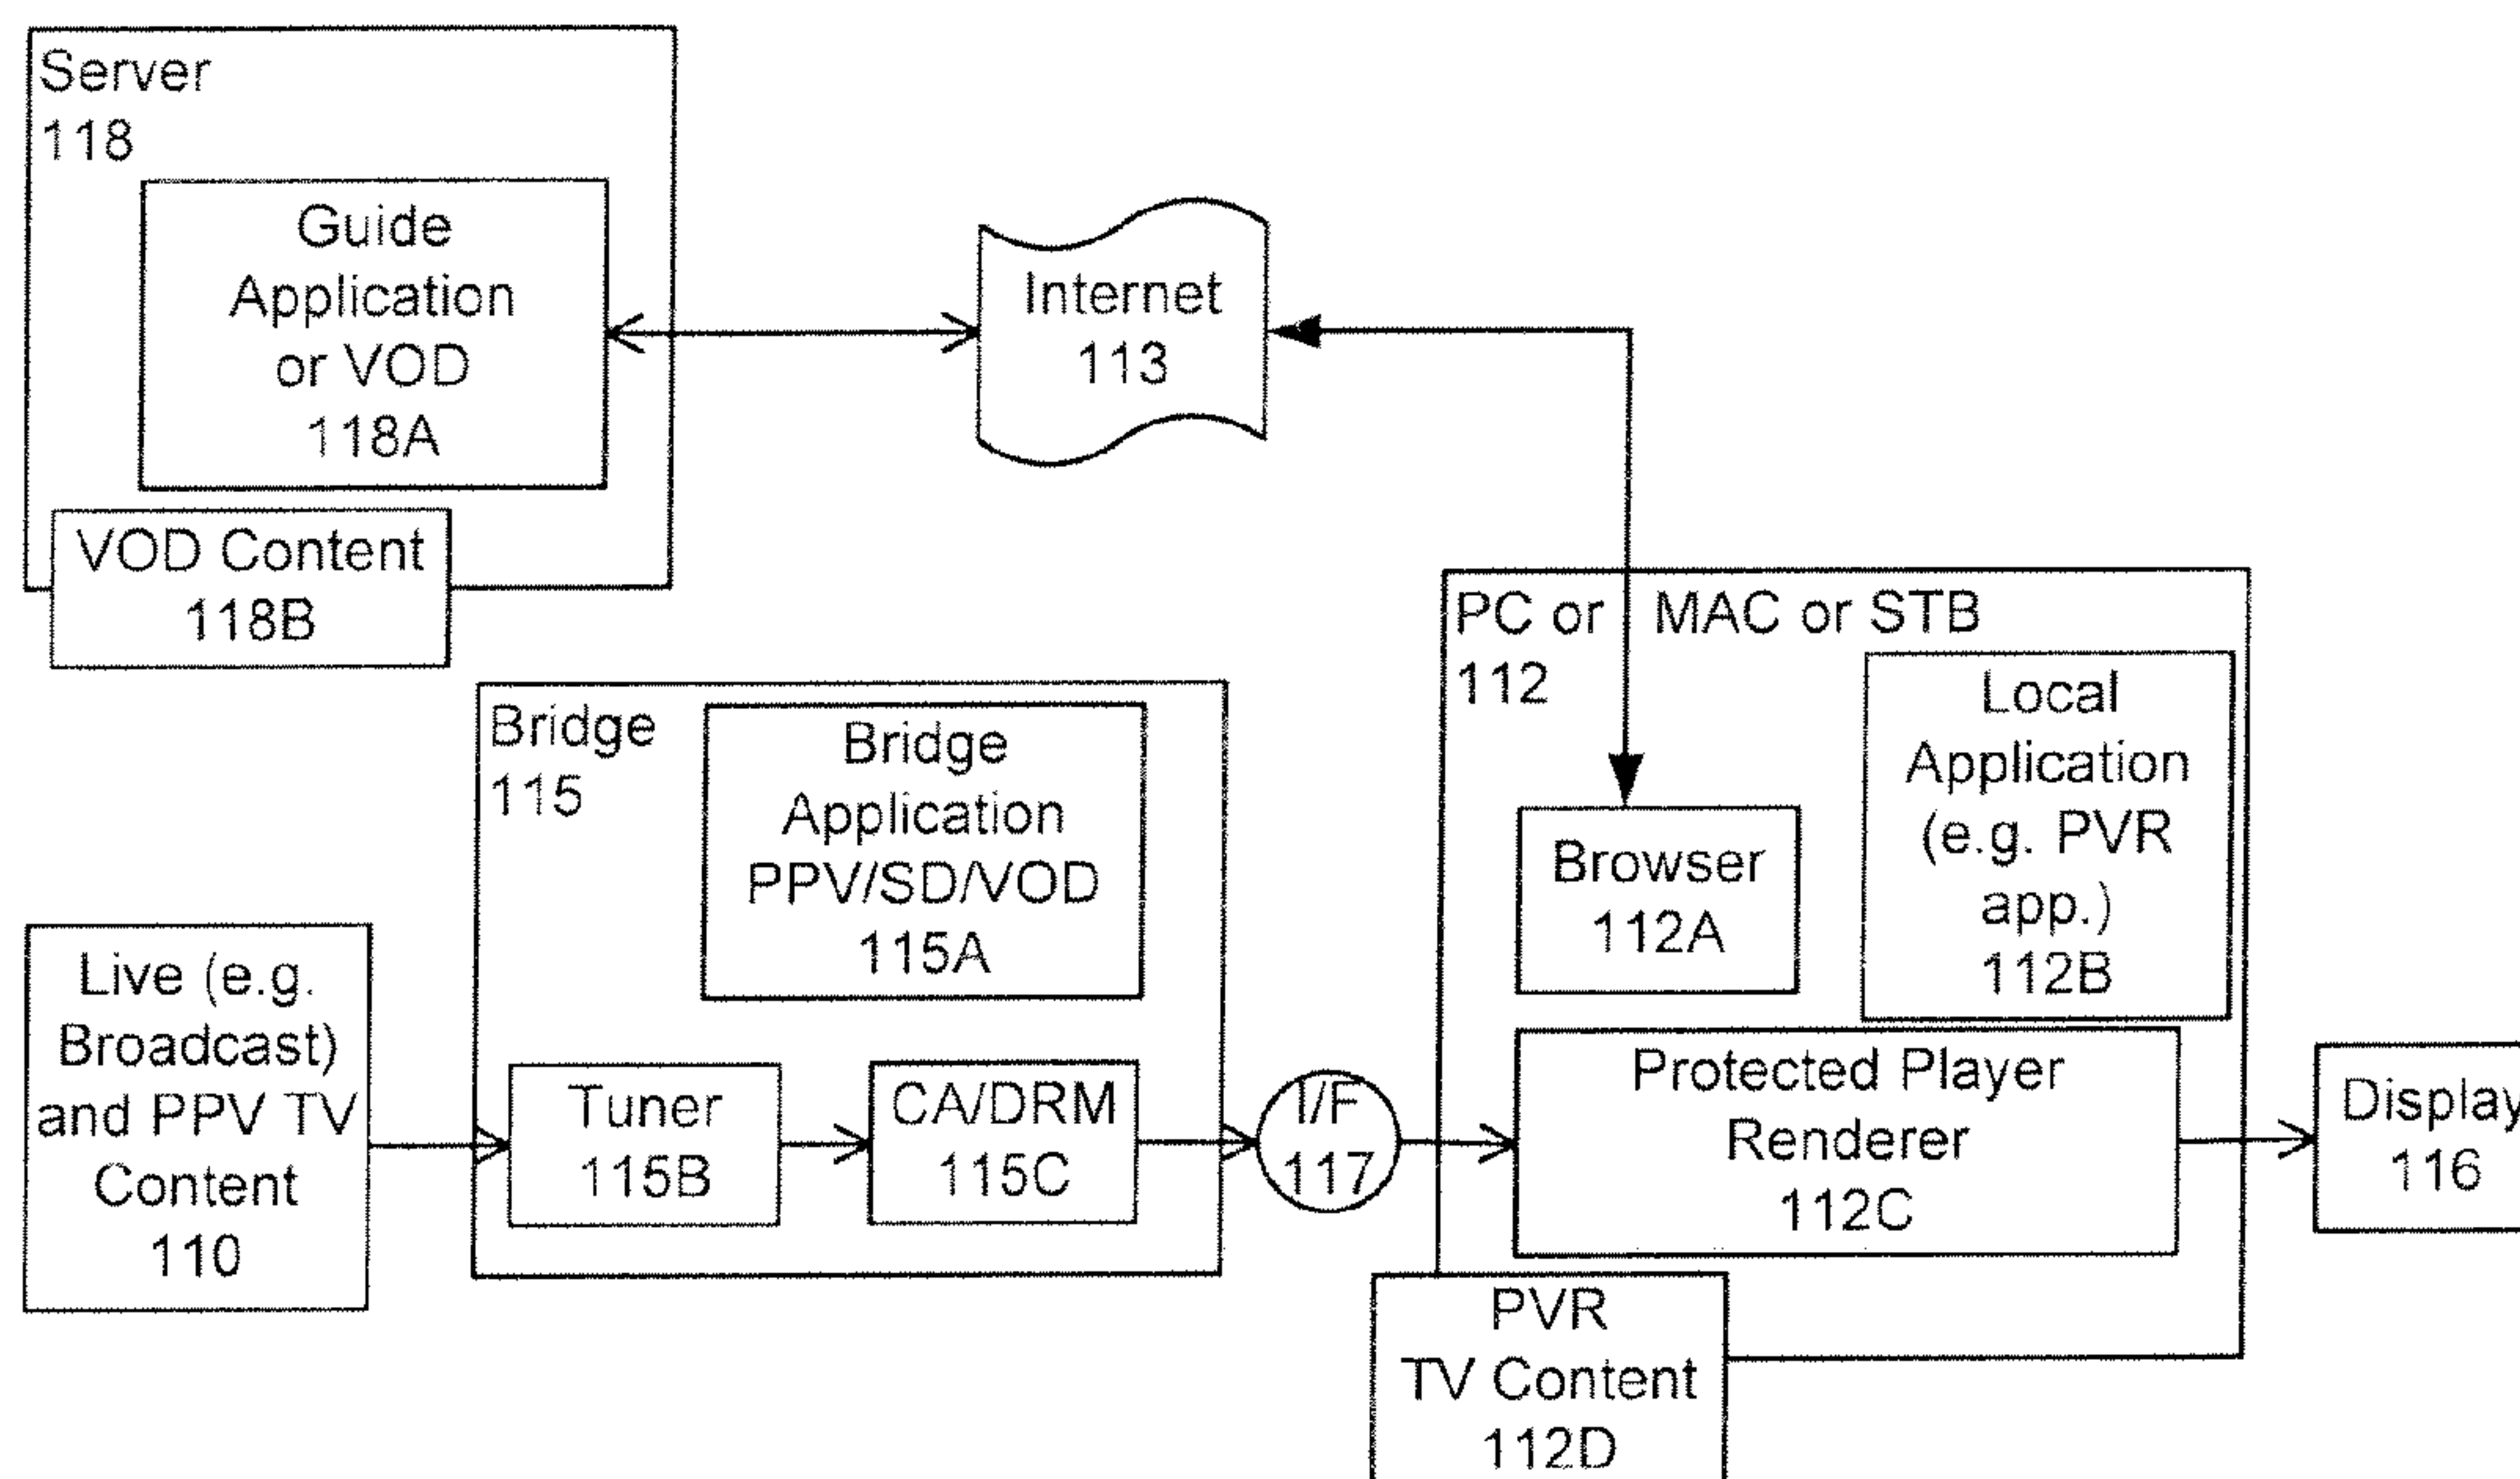 Server
118
Guide
Application
or VOD
118A
VOD Content
118B
Internet
113
PC or MAC or STB
112
Local
Application
(e.g. PVR
app.)
112B
Browser
112A
Bridge
115
Bridge
Application
PPV/SD/VOD
115A
Live (e.g.
Broadcast)
and PPV TV
Content
110
Tuner
115B
CA/DRM
115C
I/F
117
Protected Player
Renderer
112C
Display
116
PVR
TV Content
112D